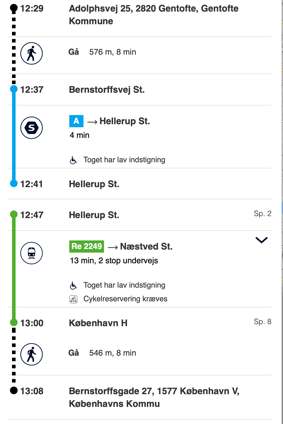 12:29 Adolphsvej 25, 2820 Gentofte, Gentofte
Kommune
Gå 576 m, 8 min
12:37 Bernstorffsvej St.
S A → Hellerup St.
4 min
Toget har lav indstigning
12:41 Hellerup St.
12:47 Hellerup St. Sp. 2
Re 2249 → Næstved St.
13 min, 2 stop undervejs
Toget har lav indstigning
Cykelreservering kræves
13:00 København H Sp. 8
Gå 546 m, 8 min
13:08 Bernstorffsgade 27, 1577 København V,
Københavns Kommu